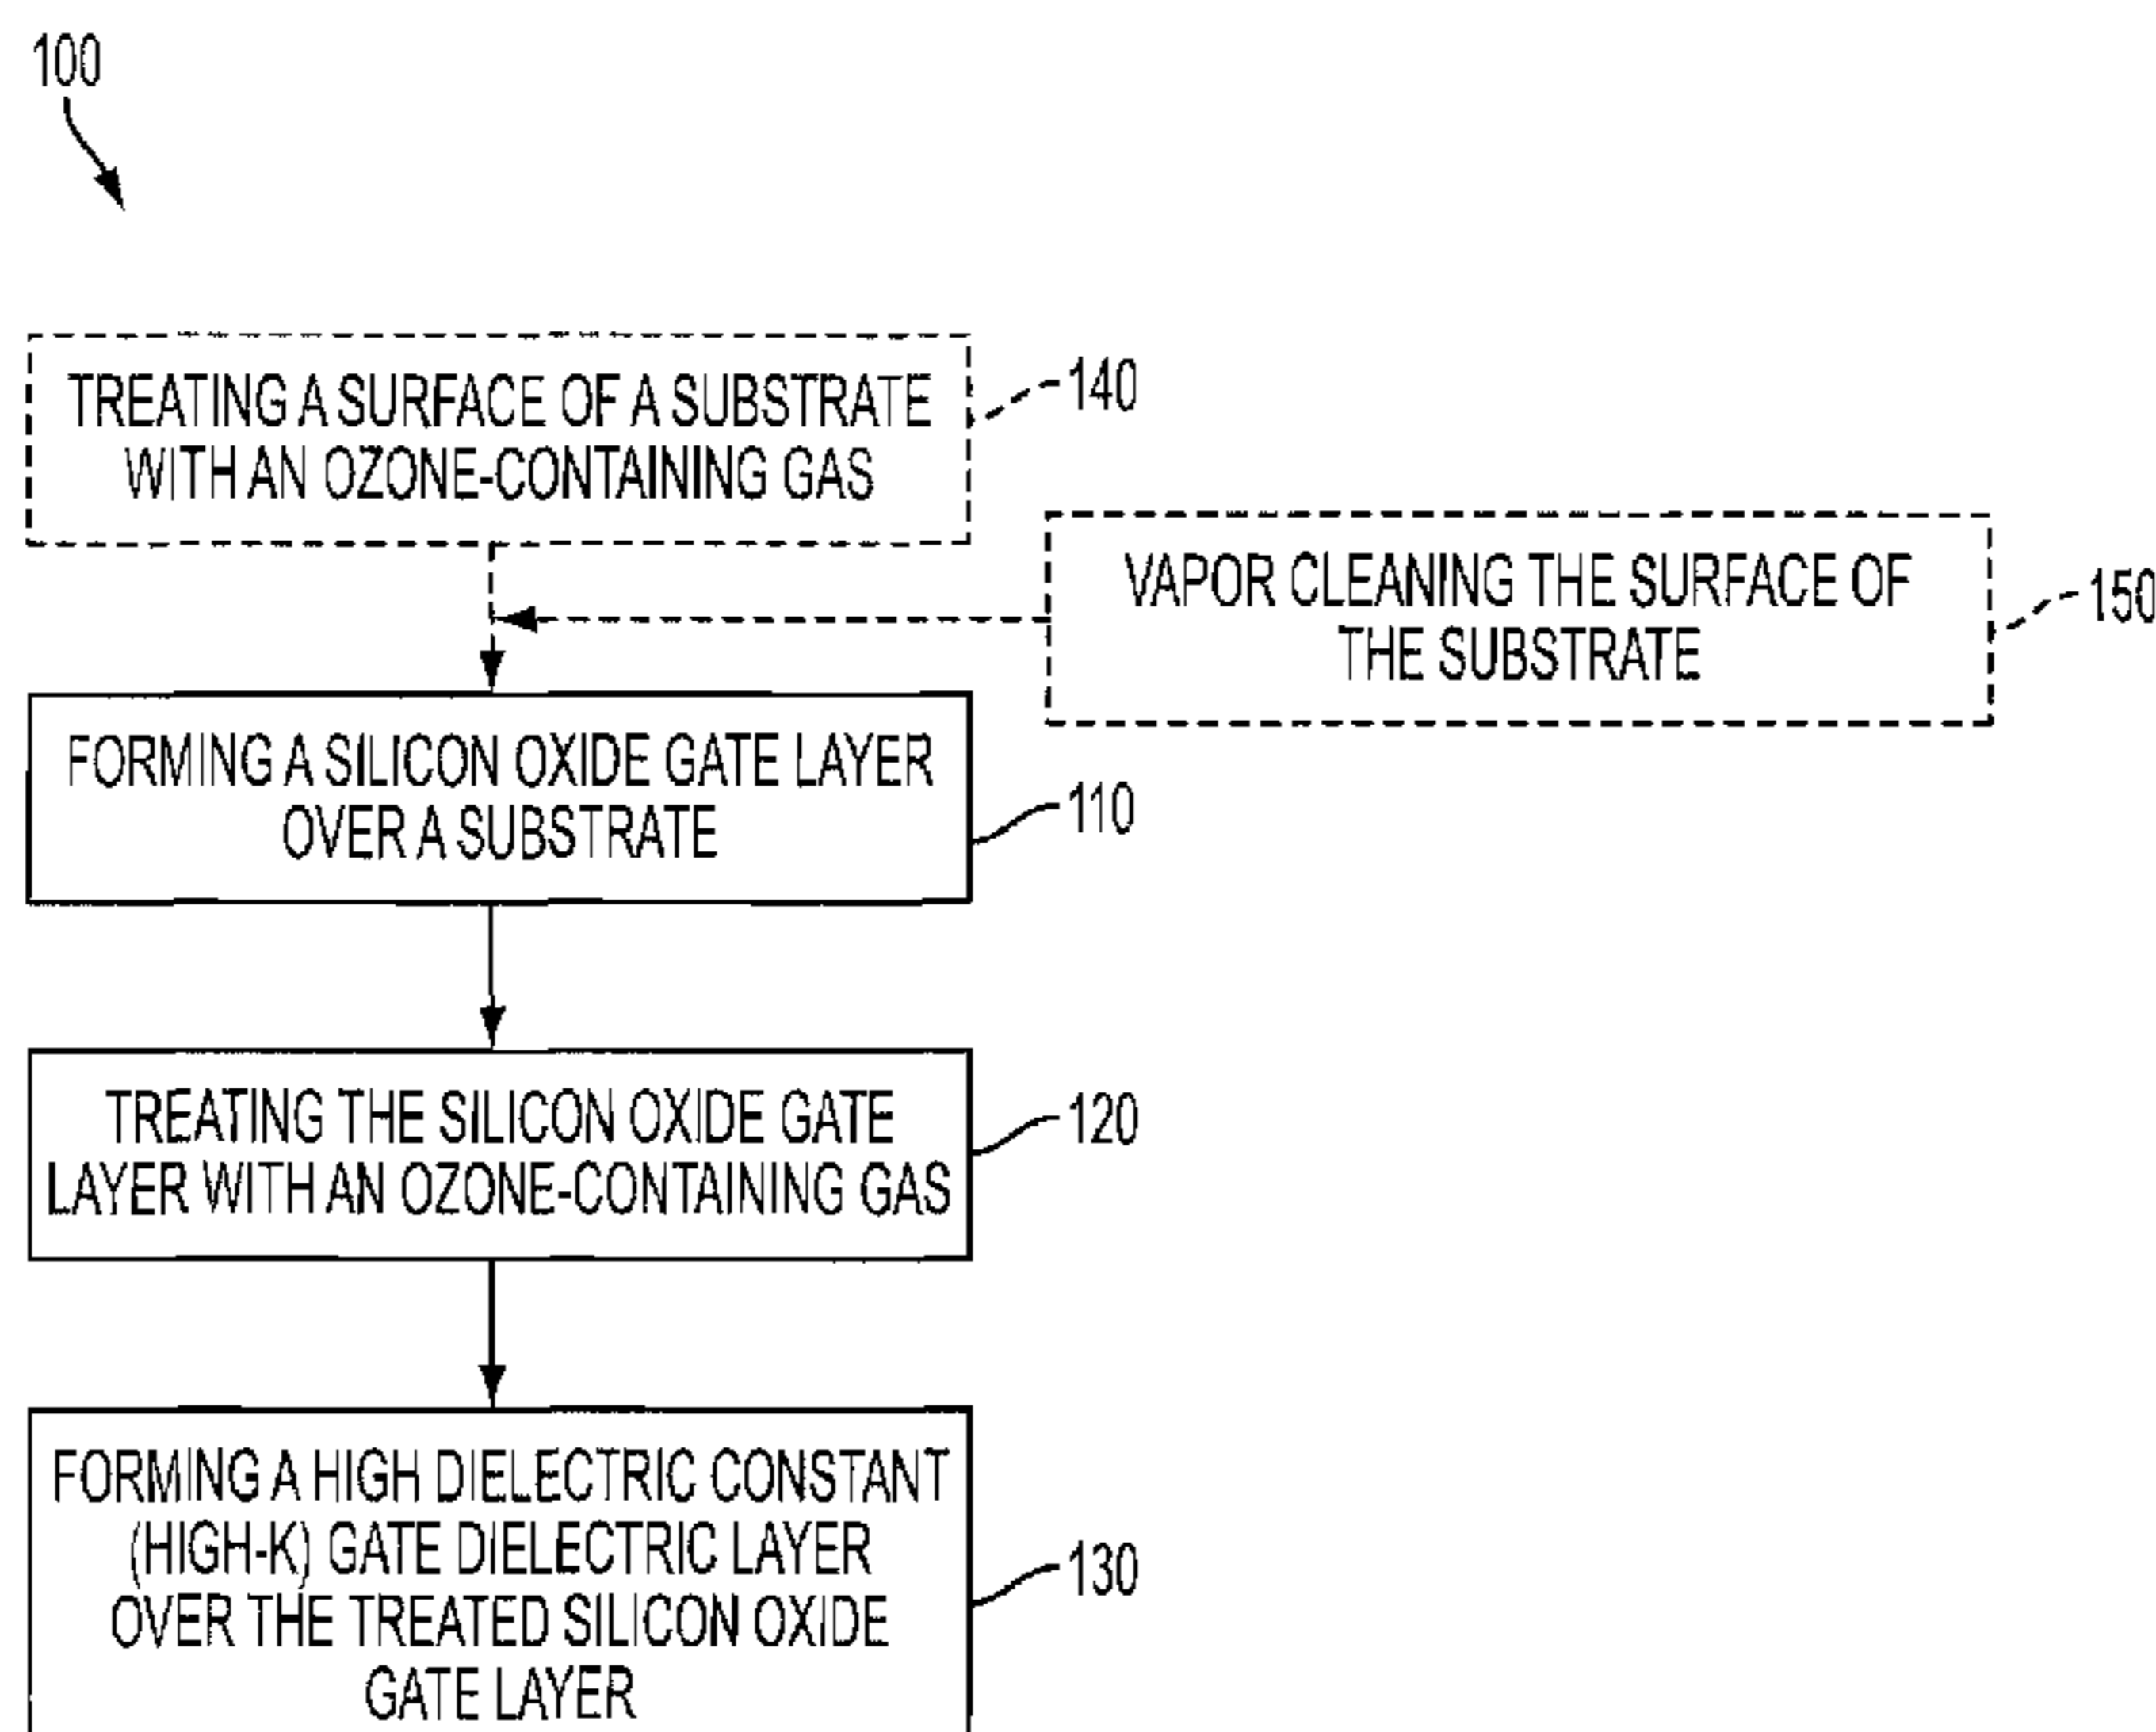 100
TREATING A SURFACE OF A SUBSTRATE
WITH AN OZONE-CONTAINING GAS
140
VAPOR CLEANING THE SURFACE OF
THE SUBSTRATE
150
FORMING A SILICON OXIDE GATE LAYER
OVER A SUBSTRATE
110
TREATING THE SILICON OXIDE GATE
LAYER WITH AN OZONE-CONTAINING GAS
120
FORMING A HIGH DIELECTRIC CONSTANT
(HIGH-K) GATE DIELECTRIC LAYER
OVER THE TREATED SILICON OXIDE
GATE LAYER
130